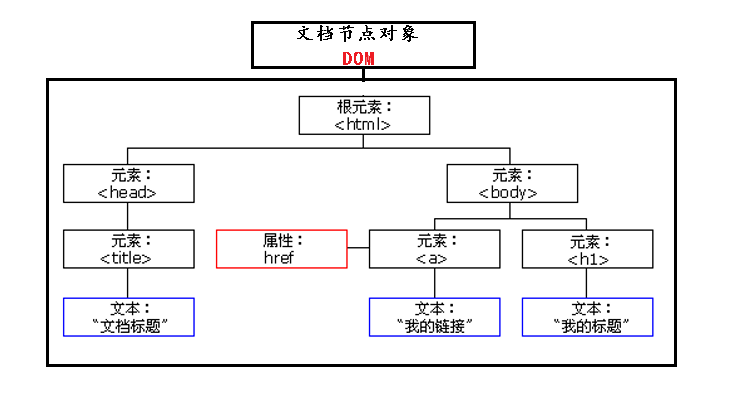 文档节点对象
DOM
根元素：
<html>
元素：
<head>
元素：
<body>
元素：
<title>
属性：
href
元素：
<a>
元素：
<h1>
文本：
“文档标题”
文本：
“我的链接”
文本：
“我的标题”